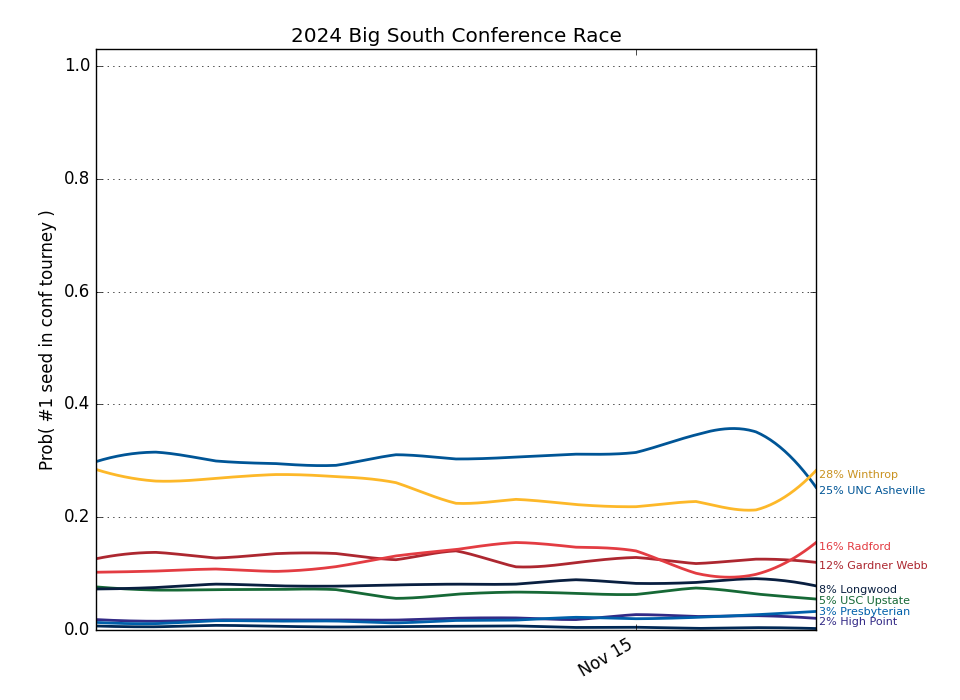 2024 Big South Conference Race
Prob( #1 seed in conf tourney )
1.0
0.8
0.6
0.4
0.2
0.0
Nov 15
28% Winthrop
25% UNC Asheville
16% Radford
12% Gardner Webb
8% Longwood
5% USC Upstate
3% Presbyterian
2% High Point